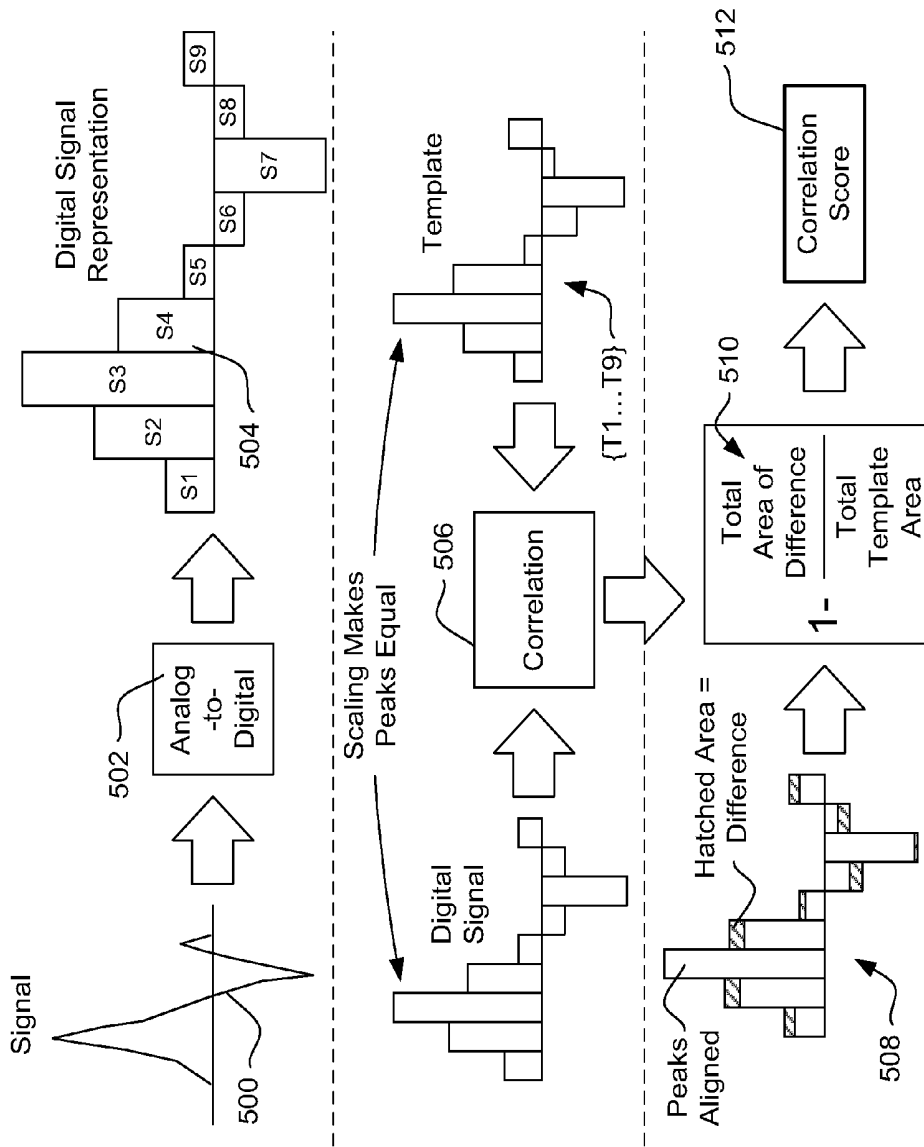 Signal
500
502
Analog
-to-
Digital
Digital Signal
Representation
S1
S2
S3
S4
S5
S6
S7
S8
S9
504
Digital
Signal
Scaling Makes
Peaks Equal
506
Correlation
Template
{T1...T9}
Peaks
Aligned
Hatched Area =
Difference
508
1-
Total
Area of
Difference
Total
Template
Area
510
Correlation
Score
512